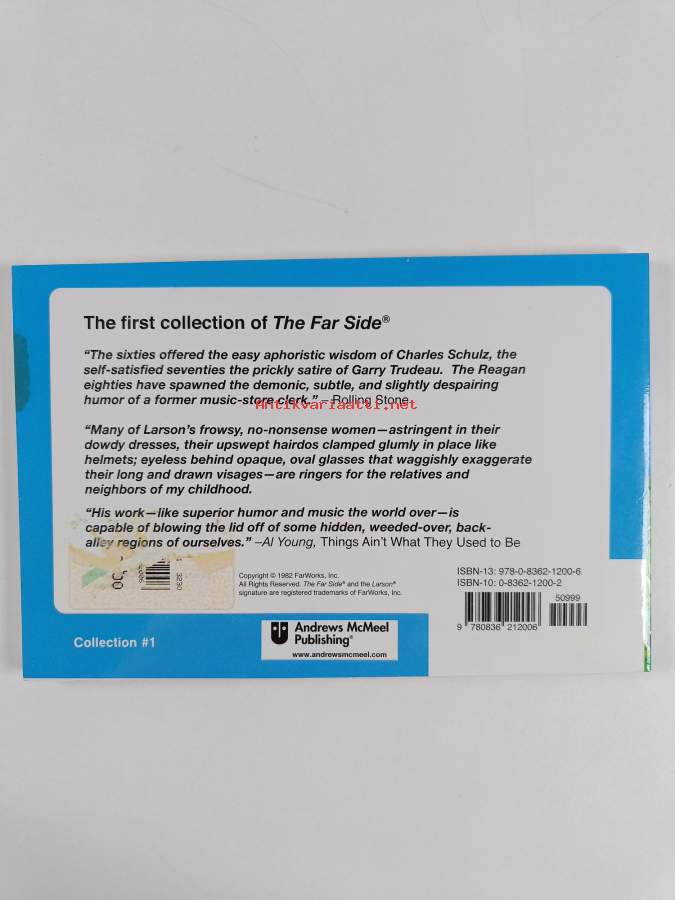 The first collection of The Far Side®
“The sixties offered the easy aphoristic wisdom of Charles Schulz, the
self-satisfied seventies the prickly satire of Garry Trudeau. The Reagan
eighties have spawned the demonic, subtle, and slightly despairing
humor of a former music-store clerk.” – Rolling Stone
Antikvariaatti.net
“Many of Larson’s frowsy, no-nonsense women—astringent in their
dowdy dresses, their upswept hairdos clamped glumly in place like
helmets; eyeless behind opaque, oval glasses that waggishly exaggerate
their long and drawn visages—are ringers for the relatives and
neighbors of my childhood.
“His work—like superior humor and music the world over—is
capable of blowing the lid off of some hidden, weeded-over, back-
alley regions of ourselves.” –Al Young, Things Ain’t What They Used to Be
Copyright © 1982 FarWorks, Inc.
All Rights Reserved. The Far Side® and the Larson®
signature are registered trademarks of FarWorks, Inc.
ISBN-13: 978-0-8362-1200-6
ISBN-10: 0-8362-1200-2
50999
9 780836 212006
Collection #1
Andrews McMeel
Publishing®
www.andrewsmcmeel.com